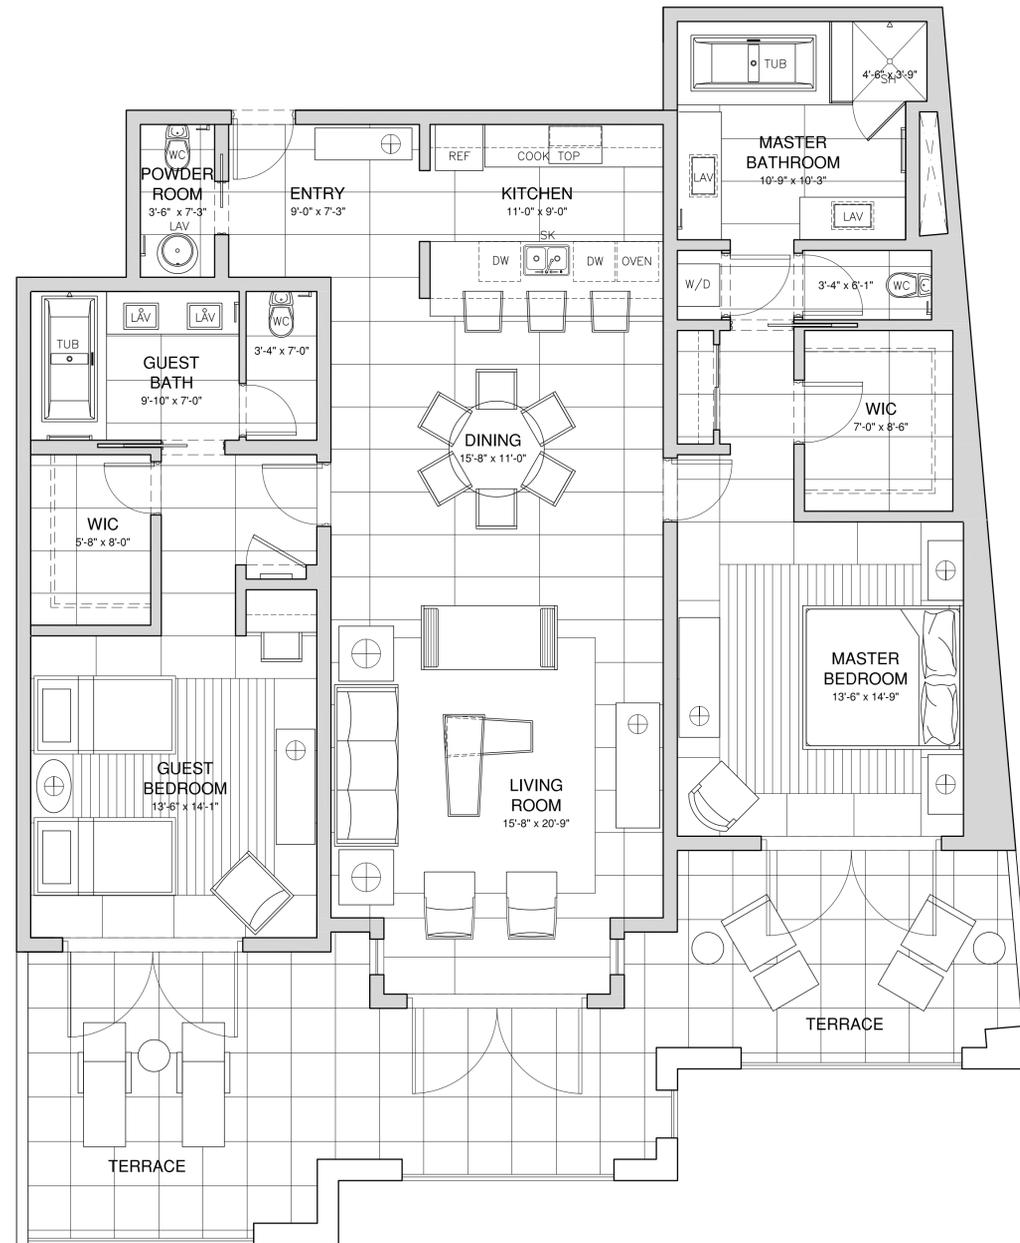 TUB
4'-6" x 3'-9"
SH
MASTER
BATHROOM
10'-9" x 10'-3"
LAV
LAV
WC
POWDER
ROOM
3'-6" x 7'-3"
LAV
ENTRY
9'-0" x 7'-3"
REF
COOK TOP
KITCHEN
11'-0" x 9'-0"
SK
DW
DW
OVEN
W/D
3'-4" x 6'-1"
WC
TUB
LAV
LAV
GUEST
BATH
9'-10" x 7'-0"
WC
3'-4" x 7'-0"
DINING
15'-8" x 11'-0"
WIC
7'-0" x 8'-6"
WIC
5'-8" x 8'-0"
MASTER
BEDROOM
13'-6" x 14'-9"
GUEST
BEDROOM
13'-6" x 14'-1"
LIVING
ROOM
15'-8" x 20'-9"
TERRACE
TERRACE